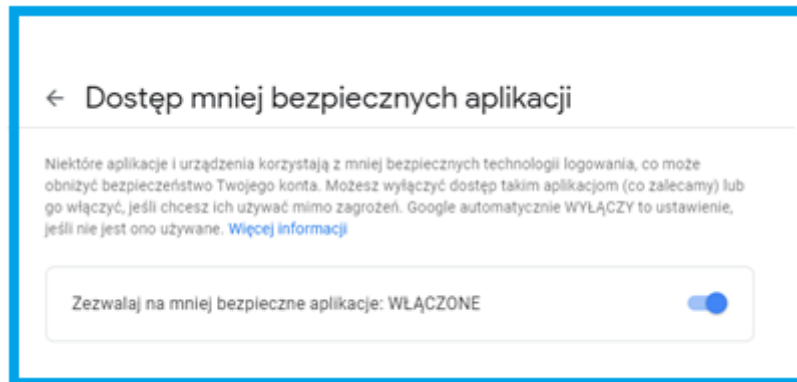 Dostęp mniej bezpiecznych aplikacji
Niektóre aplikacje i urządzenia korzystają z mniej bezpiecznych technologii logowania, co może
obniżyć bezpieczeństwo Twojego konta. Możesz wyłączyć dostęp takim aplikacjom (co zalecamy) lub
go włączyć, jeśli chcesz ich używać mimo zagrożeń. Google automatycznie WYŁĄCZY to ustawienie,
jeśli nie jest ono używane. Więcej informacji
Zezwalaj na mniej bezpieczne aplikacje: WŁĄCZONE